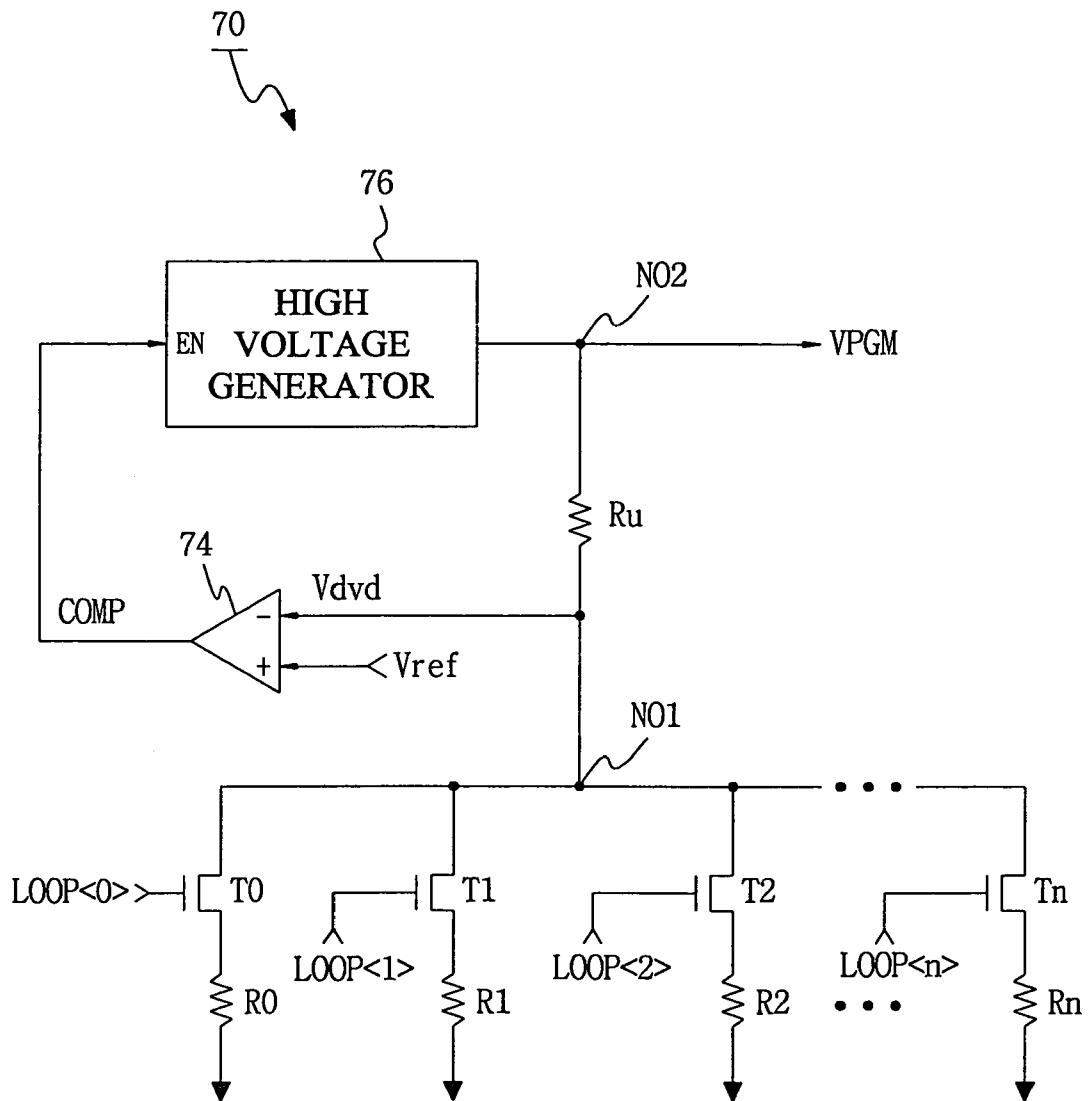 70
76
HIGH
VOLTAGE
GENERATOR
EN
NO2
VPGM
Ru
74
COMP
Vdvd
-
+
Vref
NO1
LOOP<0>
T0
T1
T2
Tn
LOOP<1>
LOOP<2>
LOOP<n>
R0
R1
R2
Rn